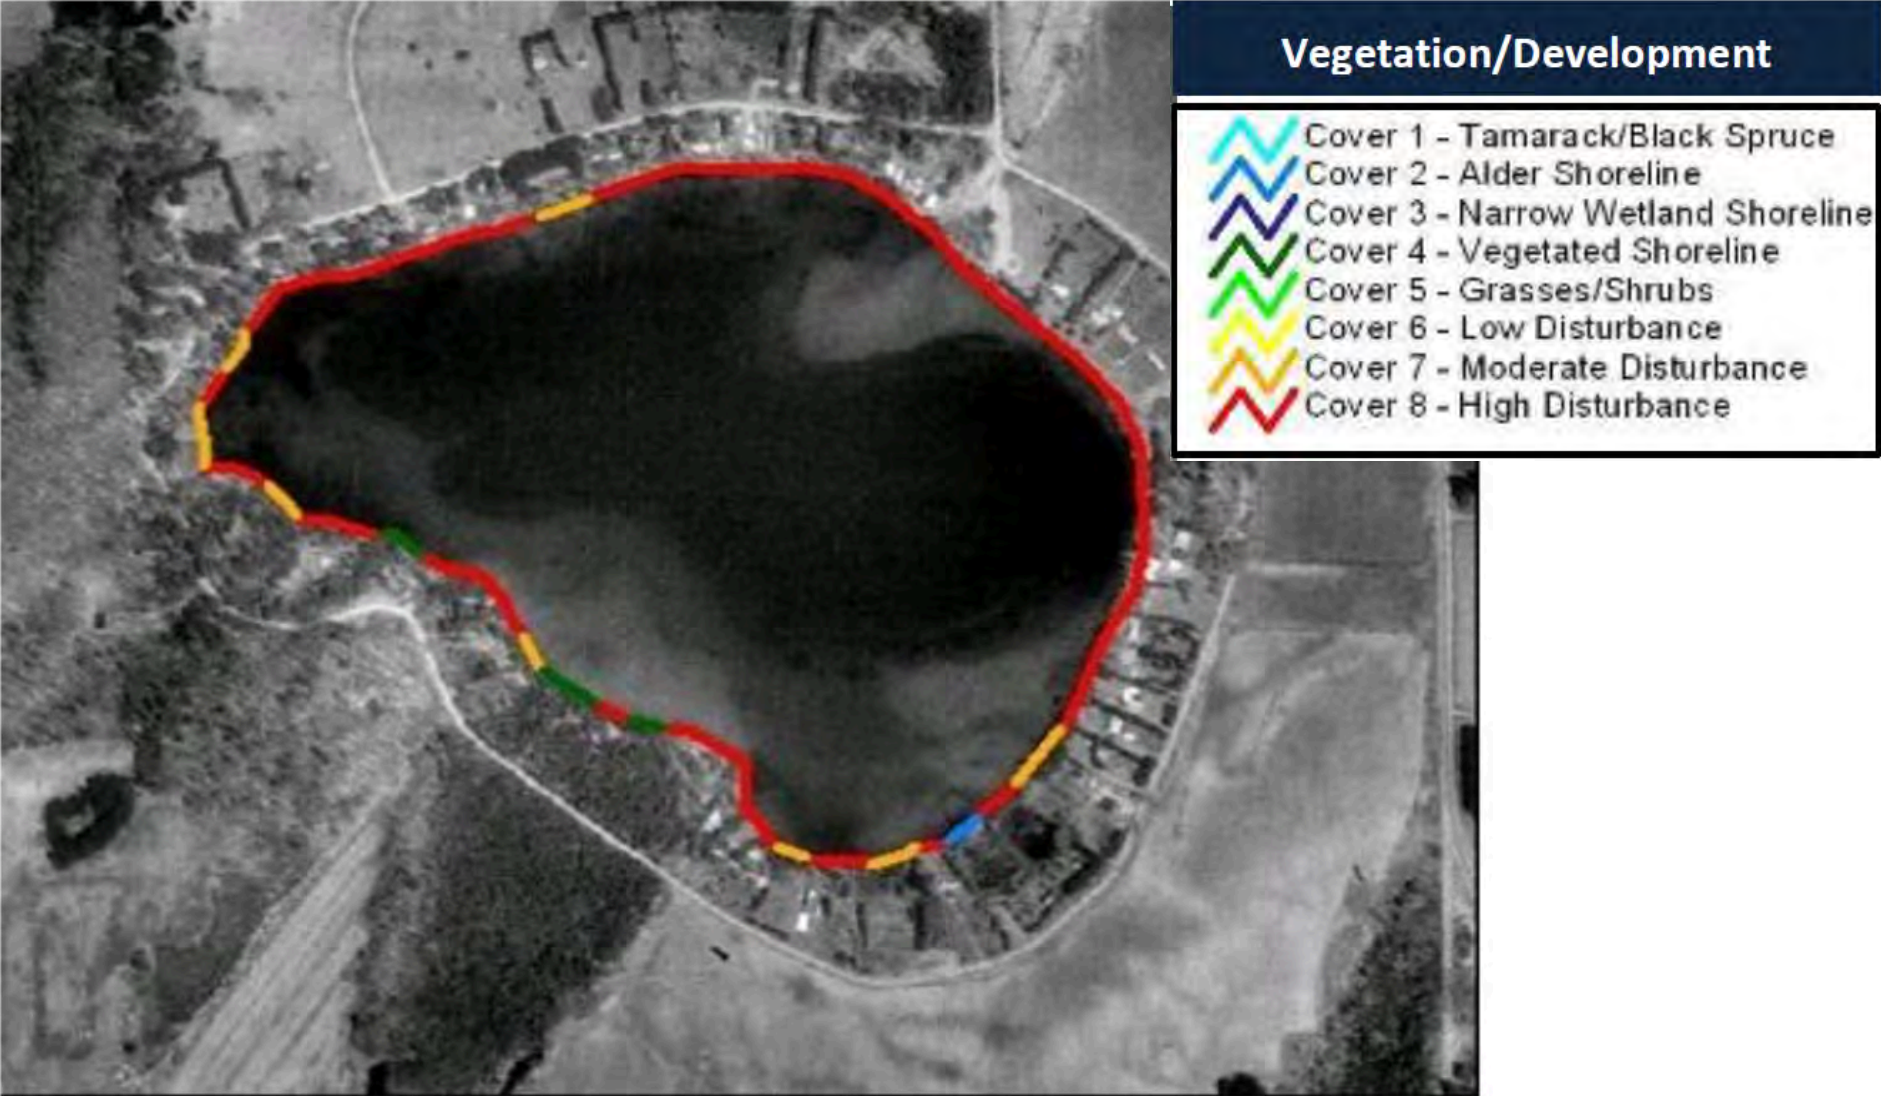 Vegetation/Development
Cover 1 - Tamarack/Black Spruce
Cover 2 - Alder Shoreline
Cover 3 - Narrow Wetland Shoreline
Cover 4 - Vegetated Shoreline
Cover 5 - Grasses/Shrubs
Cover 6 - Low Disturbance
Cover 7 - Moderate Disturbance
Cover 8 - High Disturbance